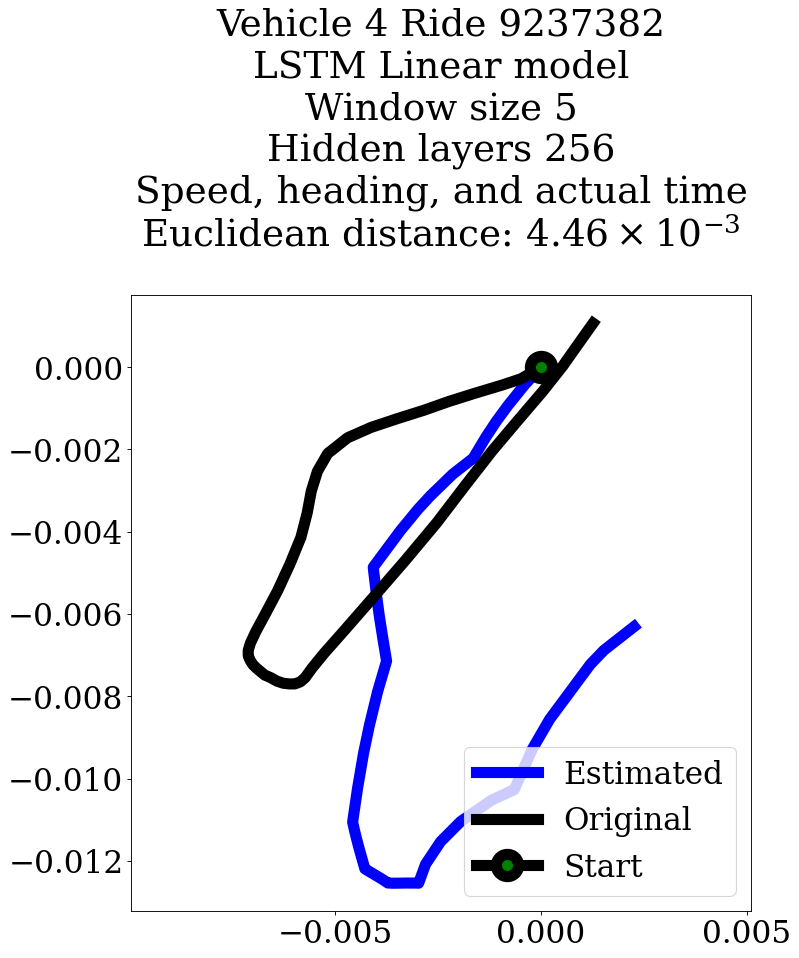 Vehicle 4 Ride 9237382
LSTM Linear model
Window size 5
Hidden layers 256
Speed, heading, and actual time
Euclidean distance: 4.46 × 10⁻³
0.000
−0.002
−0.004
−0.006
−0.008
−0.010
−0.012
Estimated
Original
Start
−0.005 0.000 0.005